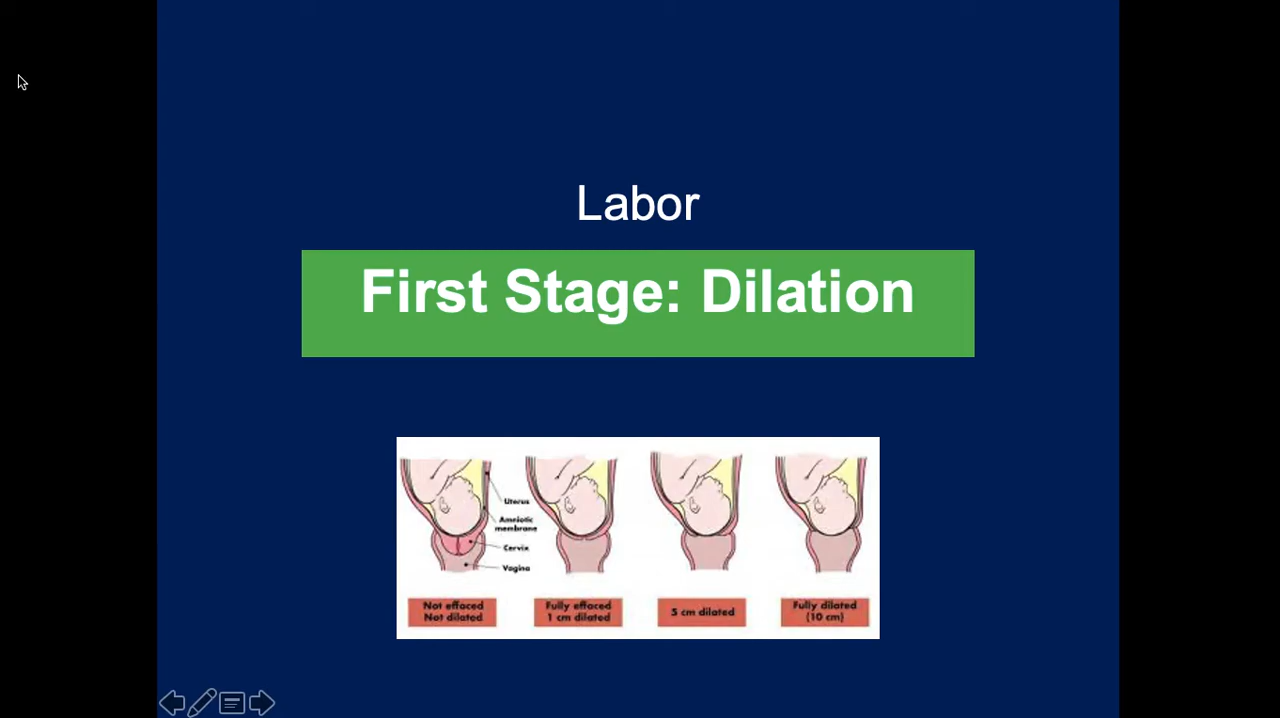 Labor
First Stage: Dilation
Uterus
Amniotic
membrane
Cervix
Vagina
Not effaced
Not dilated
Fully effaced
1 cm dilated
5 cm dilated
Fully dilated
(10 cm)